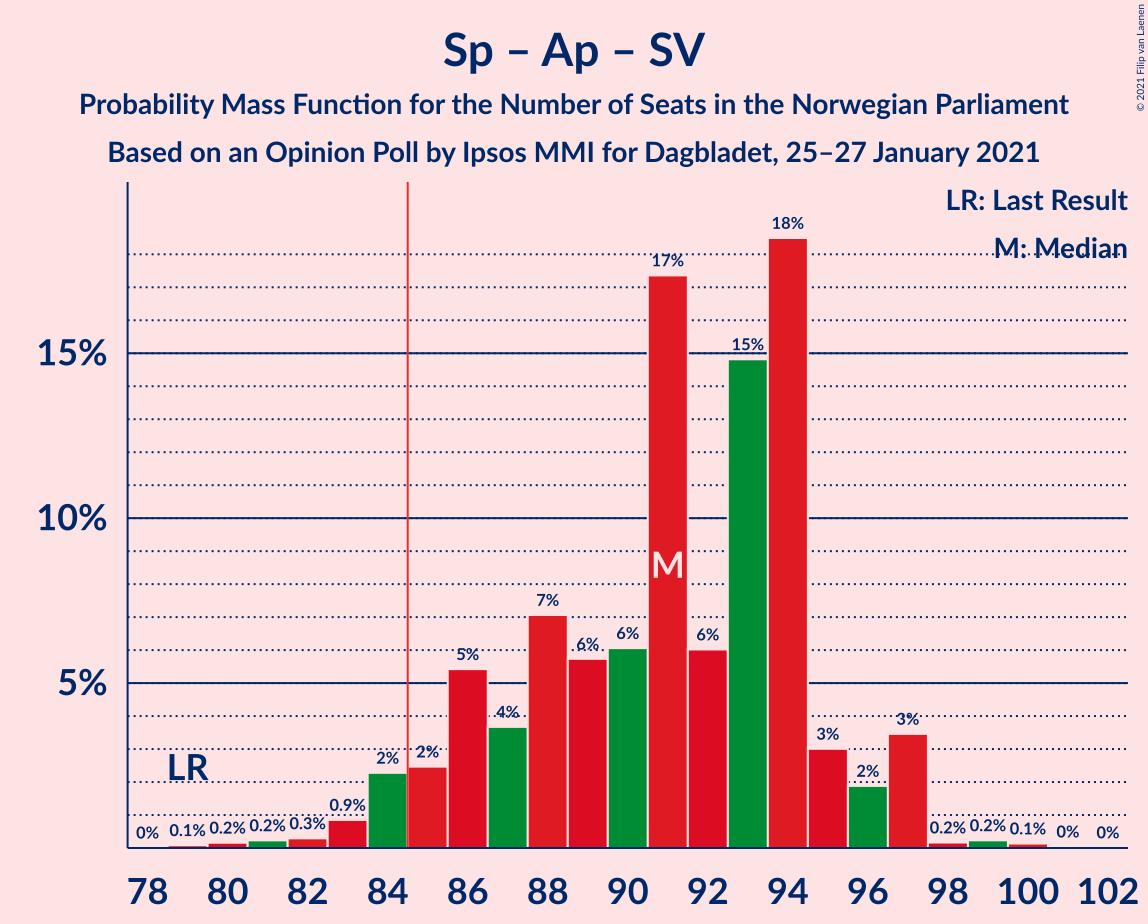 Sp – Ap – SV
Probability Mass Function for the Number of Seats in the Norwegian Parliament
Based on an Opinion Poll by Ipsos MMI for Dagbladet, 25–27 January 2021
© 2021 Filip van Laenen
LR: Last Result
M: Median
15%
10%
5%
LR
M
0% 0.1% 0.2% 0.2% 0.3% 0.9% 2% 2% 5% 4% 7% 6% 6% 17% 6% 15% 18% 3% 2% 3% 0.2% 0.2% 0.1% 0% 0%
78 80 82 84 86 88 90 92 94 96 98 100 102